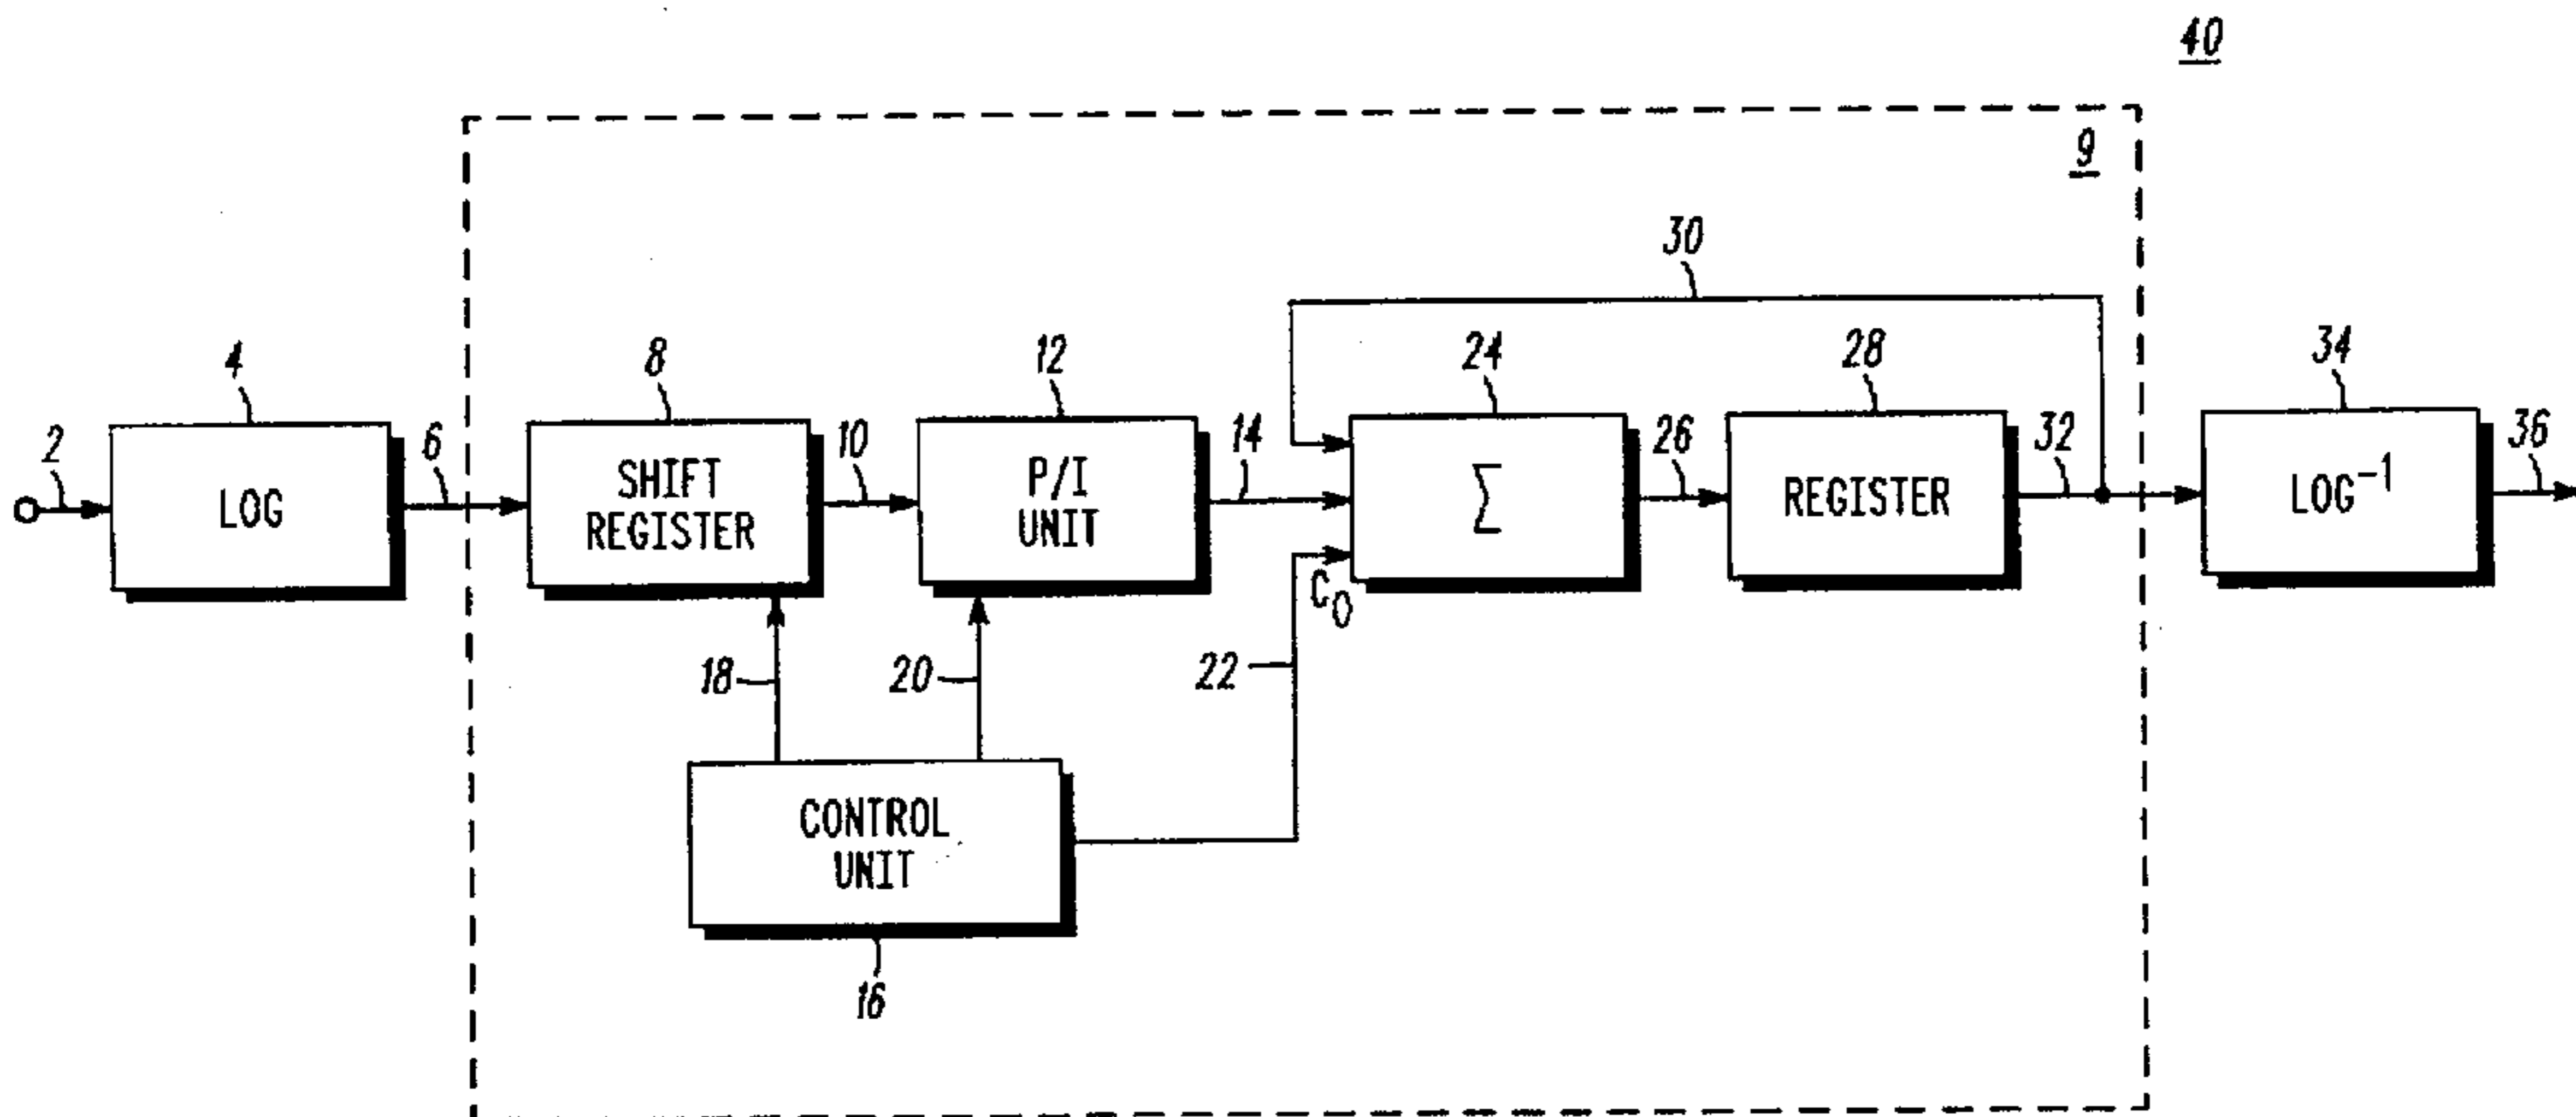 40
9
30
4
8
12
24
28
34
2
6
10
14
26
32
36
LOG
SHIFT
REGISTER
P/I
UNIT
Σ
REGISTER
LOG⁻¹
C₀
18
20
22
CONTROL
UNIT
16